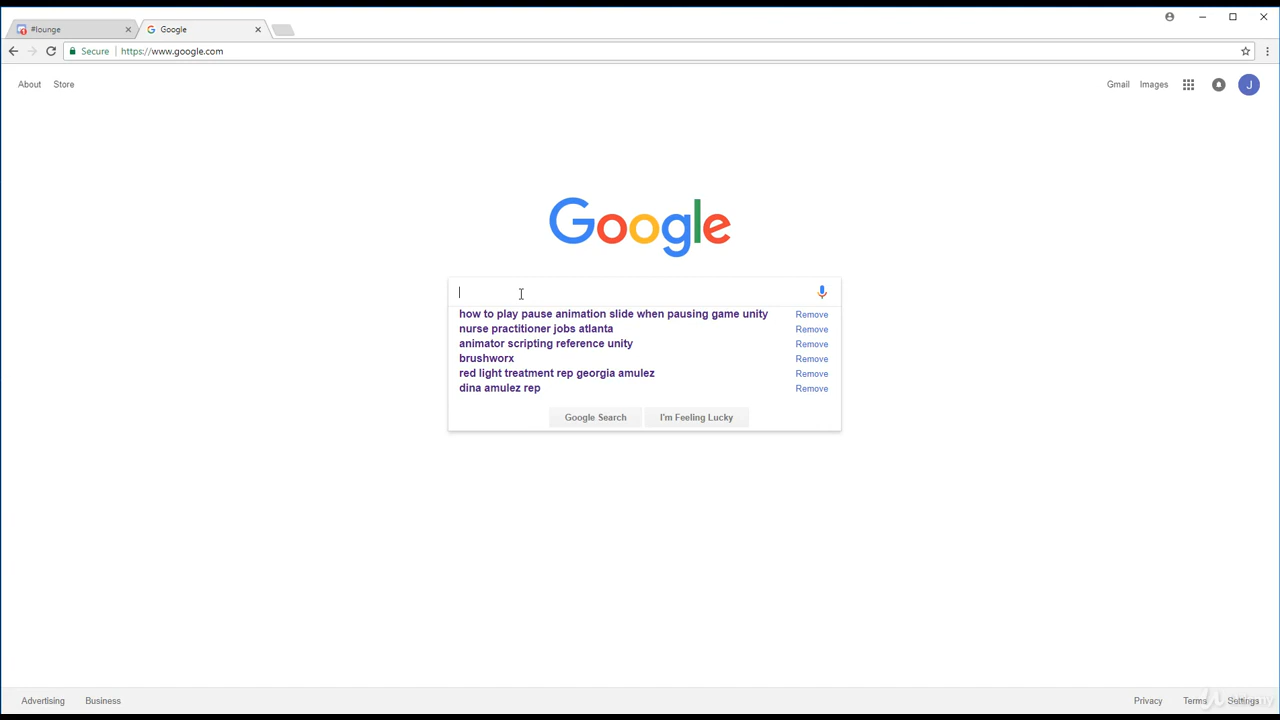 #lounge
Google
Secure
https://www.google.com
About Store
Gmail Images
J
Google
how to play pause animation slide when pausing game unity Remove
nurse practitioner jobs atlanta Remove
animator scripting reference unity Remove
brushworx Remove
red light treatment rep georgia amulez Remove
dina amulez rep Remove
Google Search I'm Feeling Lucky
Advertising Business
Privacy Terms Settings